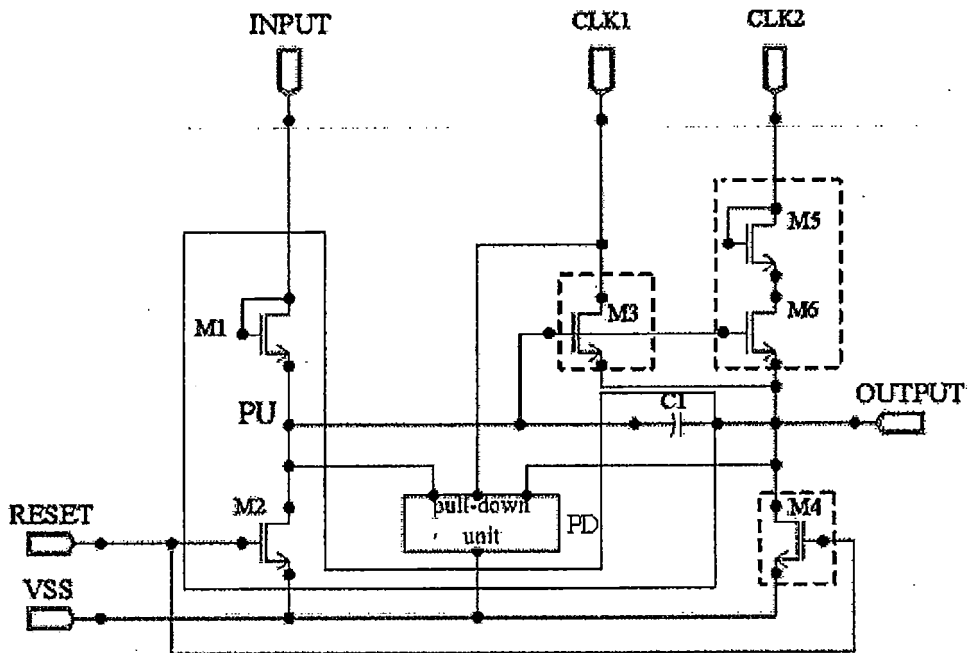 INPUT
CLK1
CLK2
M5
M1
M3
M6
PU
C1
OUTPUT
M2
M4
RESET
pull-down
unit
PD
VSS